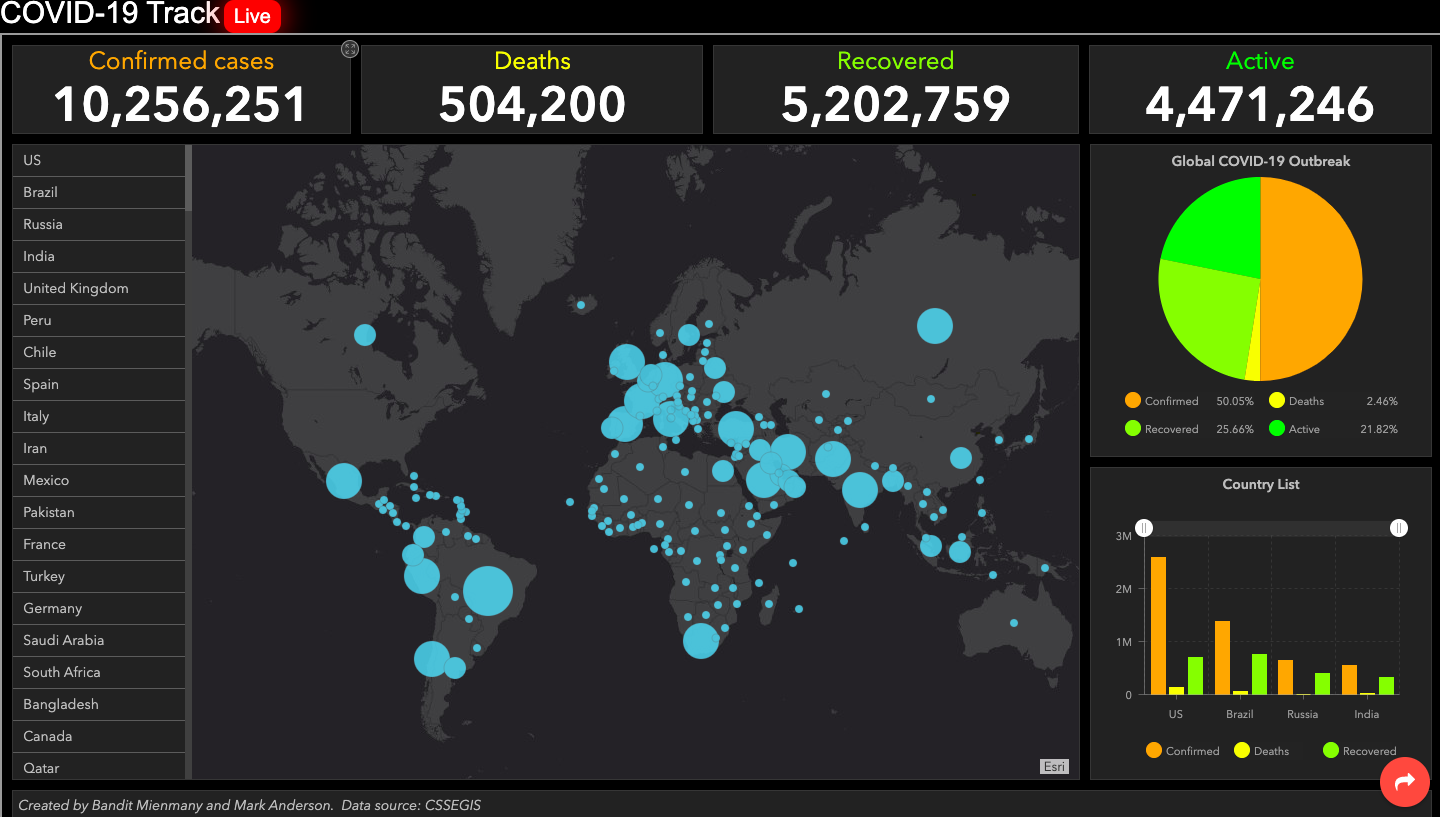 COVID-19 Track Live
Confirmed cases
10,256,251
Deaths
504,200
Recovered
5,202,759
Active
4,471,246
US
Brazil
Russia
India
United Kingdom
Peru
Chile
Spain
Italy
Iran
Mexico
Pakistan
France
Turkey
Germany
Saudi Arabia
South Africa
Bangladesh
Canada
Qatar
Esri
Global COVID-19 Outbreak
Confirmed 50.05% Deaths 2.46%
Recovered 25.66% Active 21.82%
Country List
3M
2M
1M
0
US Brazil Russia India
Confirmed Deaths Recovered
Created by Bandit Mienmany and Mark Anderson. Data source: CSSEGIS